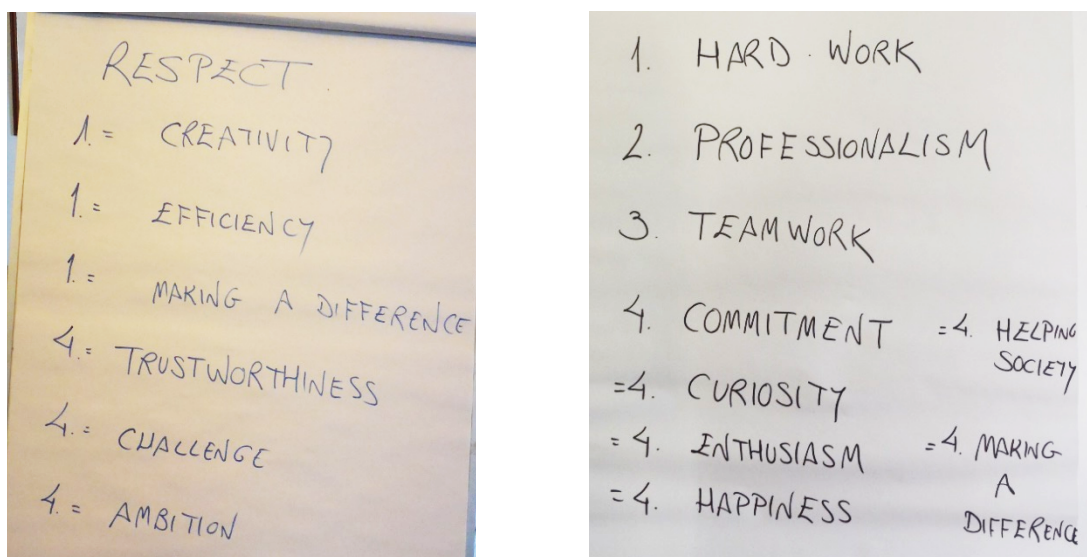 RESPECT.
1.= CREATIVITY
1.= EFFICIENCY
1.= MAKING A DIFFERENCE
4.= TRUSTWORTHINESS
4.= CHALLENGE
4.= AMBITION
1. HARD WORK
2. PROFESSIONALISM
3. TEAMWORK
4. COMMITMENT
=4. CURIOSITY
=4. ENTHUSIASM
=4. HAPPINESS
=4. HELPING
SOCIETY
=4. MAKING
A
DIFFERENCE